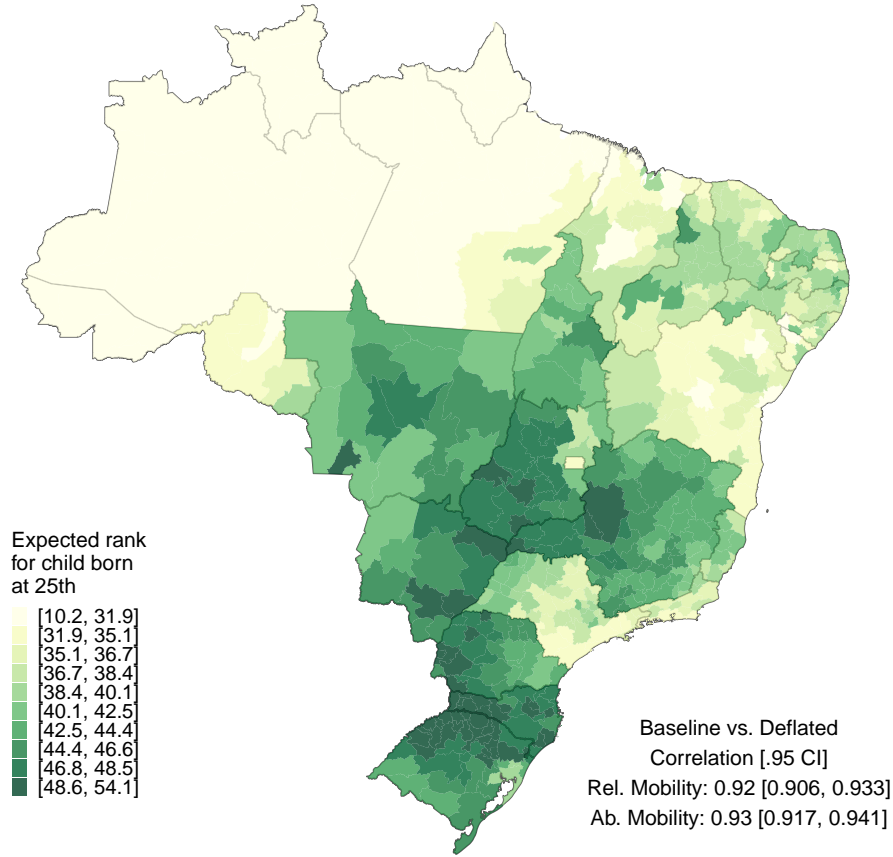 Expected rank
for child born
at 25th
[10.2, 31.9]
[31.9, 35.1]
[35.1, 36.7]
[36.7, 38.4]
[38.4, 40.1]
[40.1, 42.5]
[42.5, 44.4]
[44.4, 46.6]
[46.8, 48.5]
[48.6, 54.1]
Baseline vs. Deflated
Correlation [.95 CI]
Rel. Mobility: 0.92 [0.906, 0.933]
Ab. Mobility: 0.93 [0.917, 0.941]